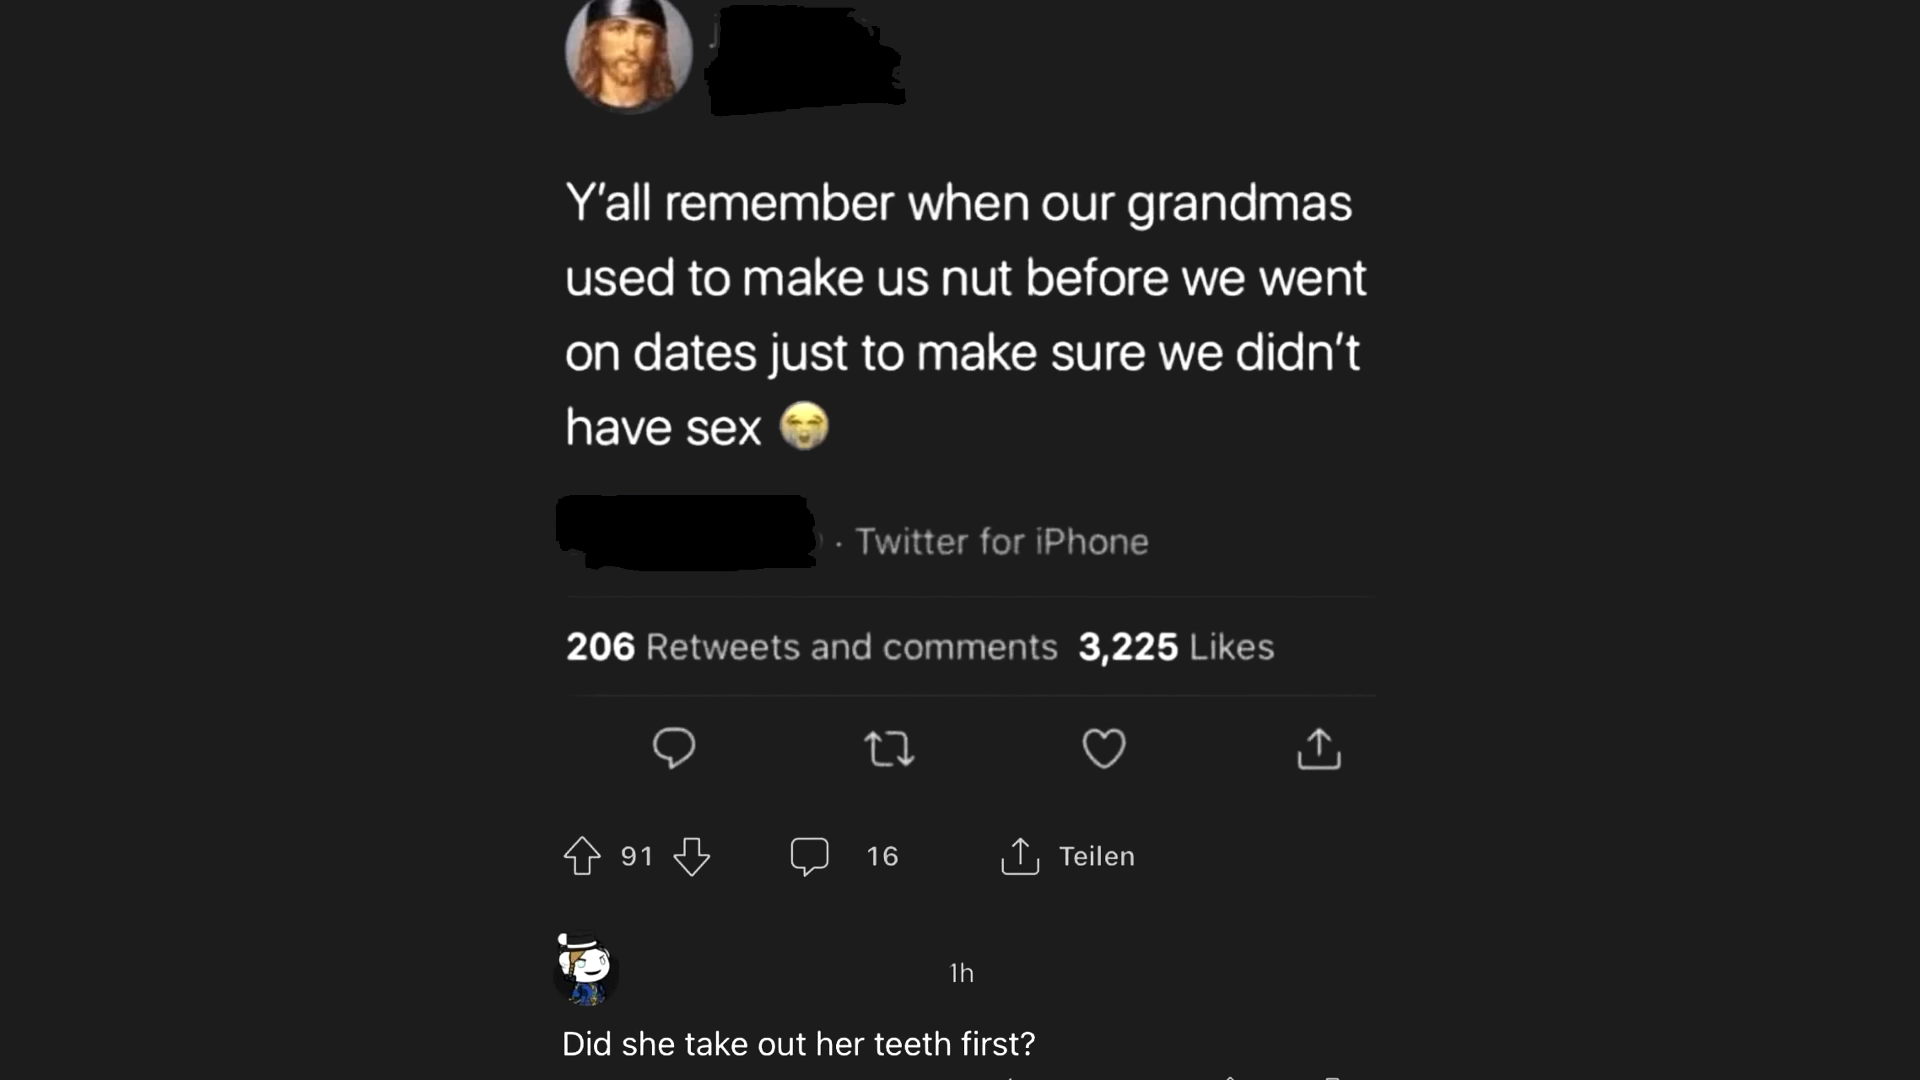 Y'all remember when our grandmas
used to make us nut before we went
on dates just to make sure we didn't
have sex 😭
· Twitter for iPhone
206 Retweets and comments 3,225 Likes
91 16 Teilen
1h
Did she take out her teeth first?